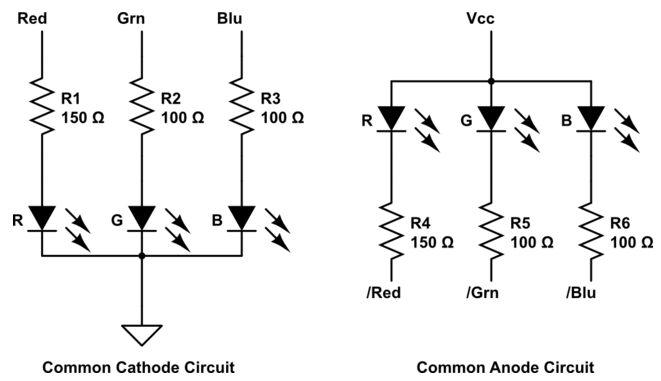 Red Grn Blu
R1
150 Ω
R2
100 Ω
R3
100 Ω
R G B
Common Cathode Circuit
Vcc
R G B
R4
150 Ω
R5
100 Ω
R6
100 Ω
/Red /Grn /Blu
Common Anode Circuit